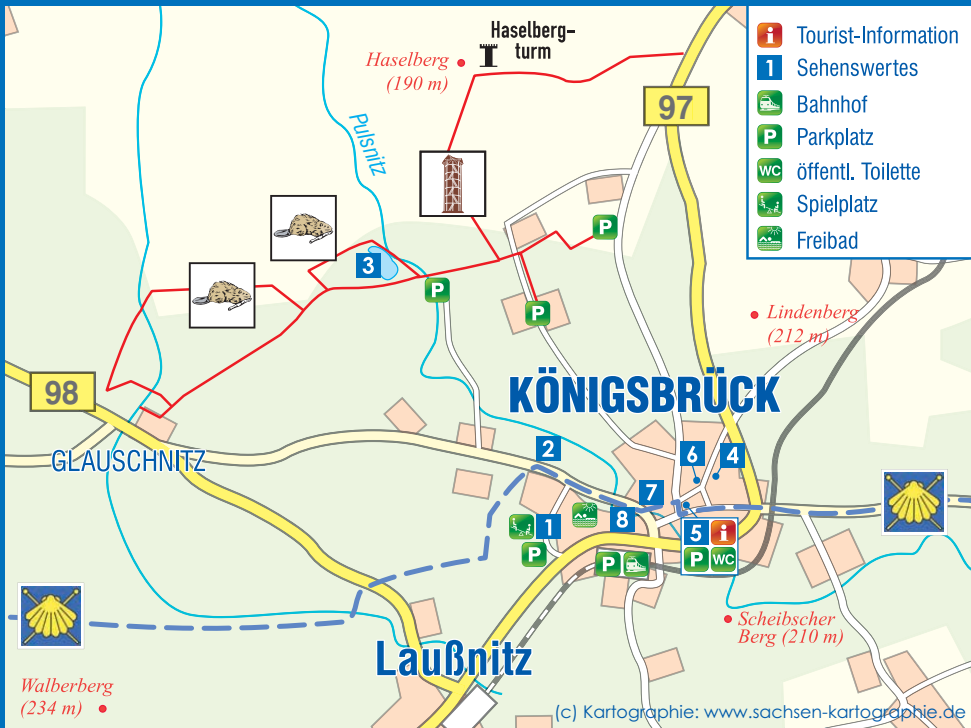 Haselberg-
turm
Haselberg
(190 m)
i Tourist-Information
1 Sehenswertes
Bahnhof
P Parkplatz
WC öffentl. Toilette
Spielplatz
Freibad
97
Pulsnitz
3
P
P
P
Lindenberg
(212 m)
98
KÖNIGSBRÜCK
GLAUSCHNITZ
2
6
4
7
1
8
5 i
P
P
P WC
Scheibscher
Berg (210 m)
Laußnitz
Walberberg
(234 m)
(c) Kartographie: www.sachsen-kartographie.de